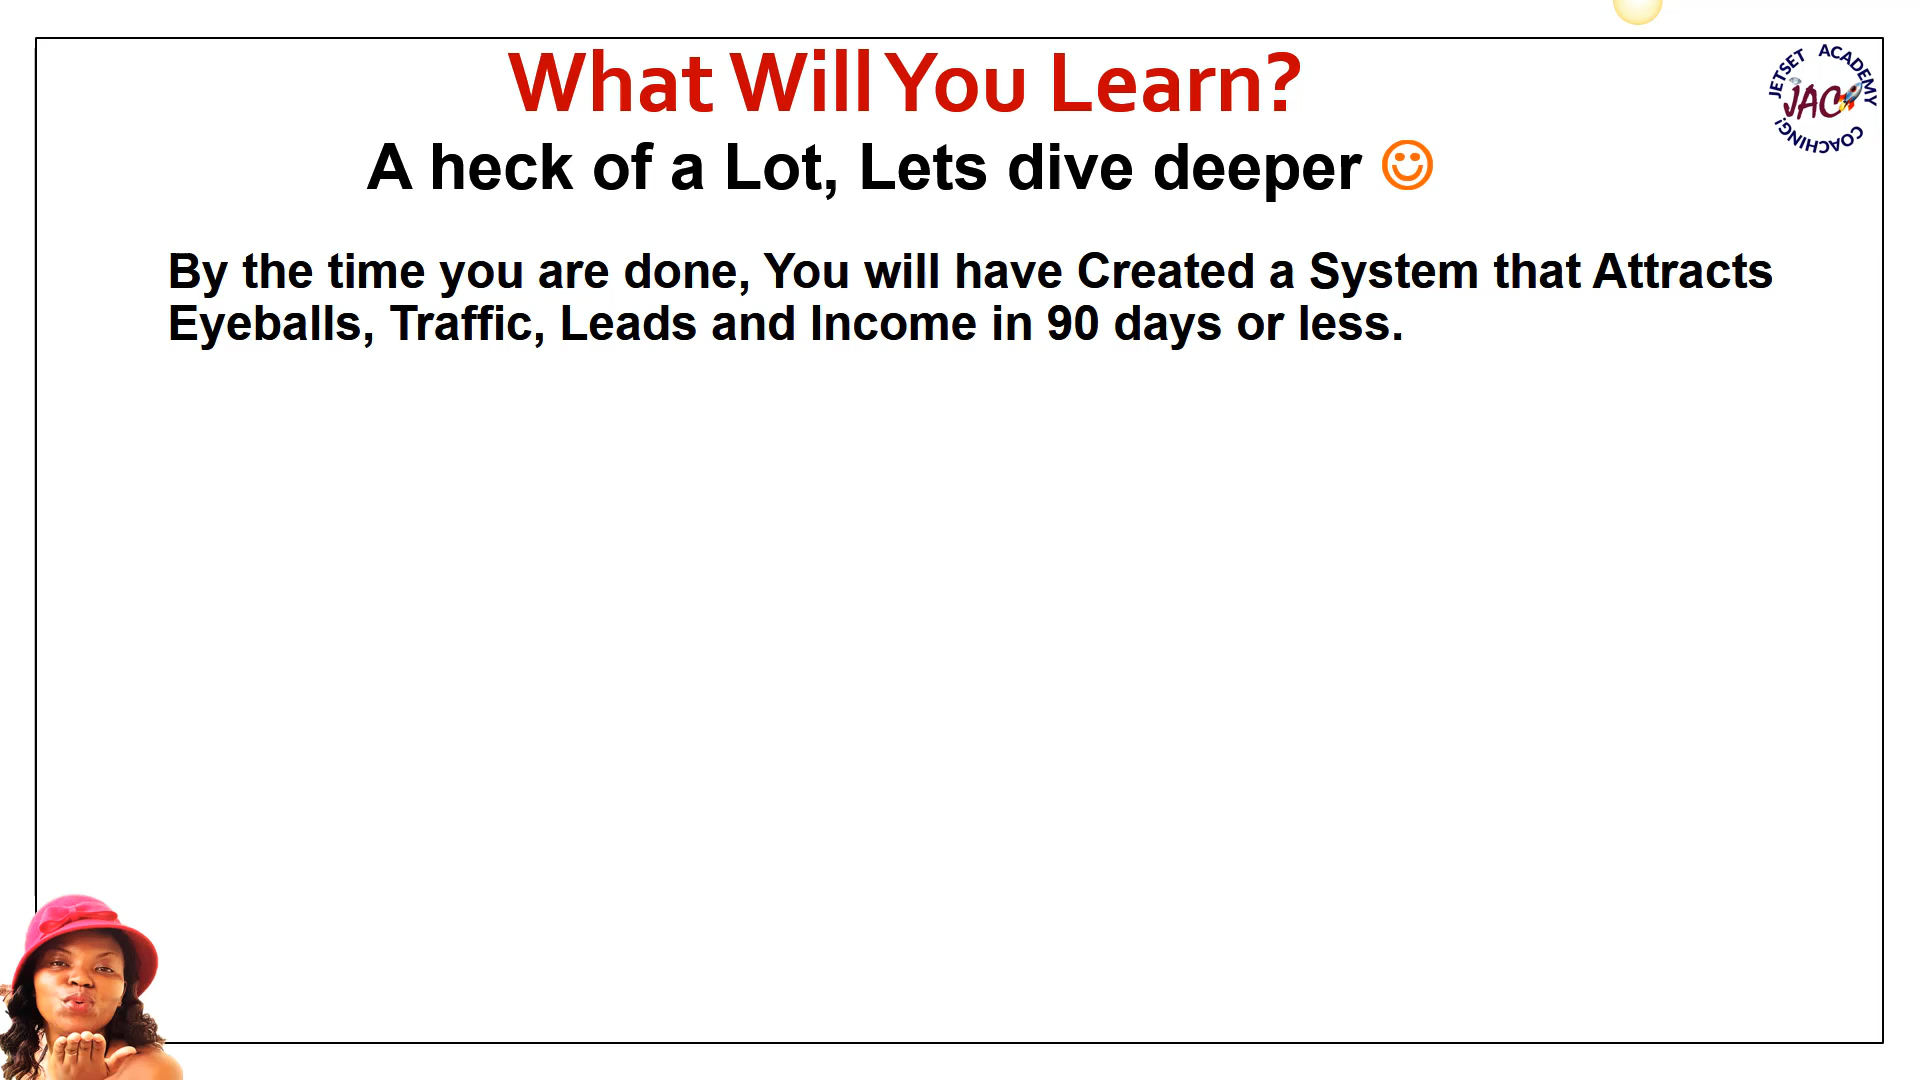 What Will You Learn?
A heck of a Lot, Lets dive deeper
By the time you are done, You will have Created a System that Attracts
Eyeballs, Traffic, Leads and Income in 90 days or less.
JETSET ACADEMY
JAC
COACHING!